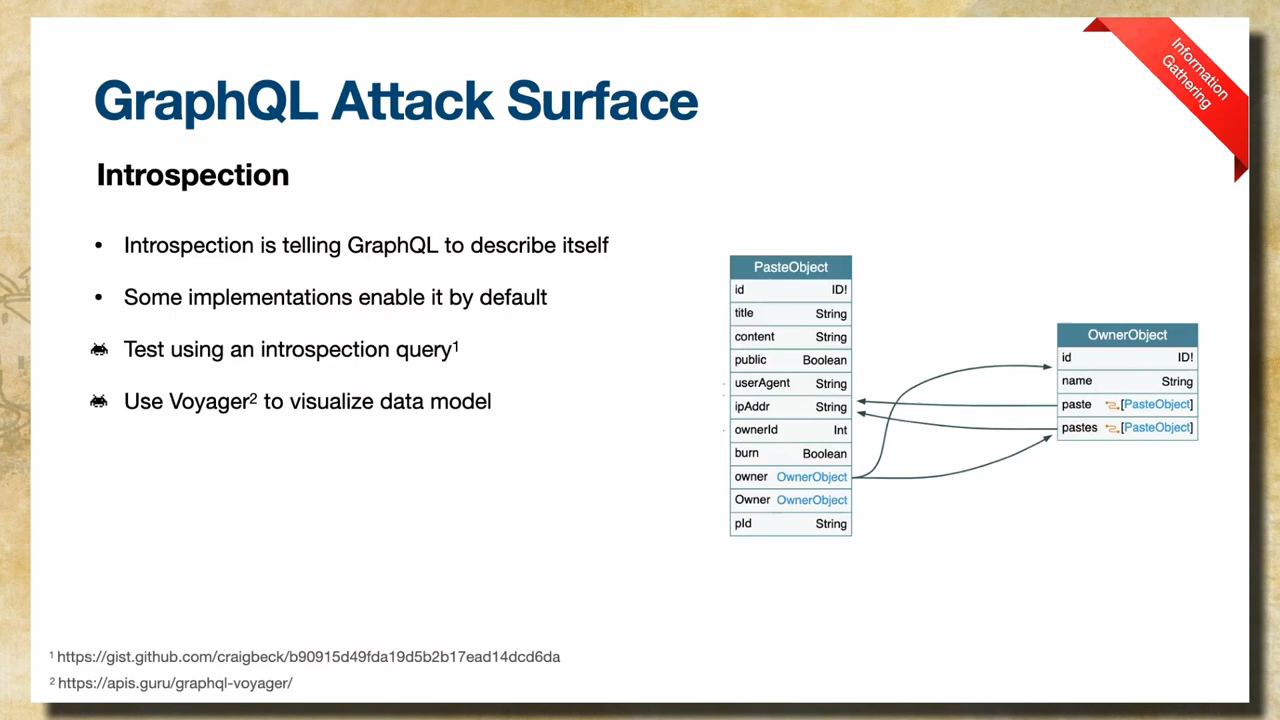 Information
Gathering
GraphQL Attack Surface
Introspection
• Introspection is telling GraphQL to describe itself
• Some implementations enable it by default
Test using an introspection query¹
Use Voyager² to visualize data model
PasteObject
id ID!
title String
content String
public Boolean
userAgent String
ipAddr String
ownerId Int
burn Boolean
owner OwnerObject
Owner OwnerObject
pId String
OwnerObject
id ID!
name String
paste [PasteObject]
pastes [PasteObject]
¹ https://gist.github.com/craigbeck/b90915d49fda19d5b2b17ead14dcd6da
² https://apis.guru/graphql-voyager/